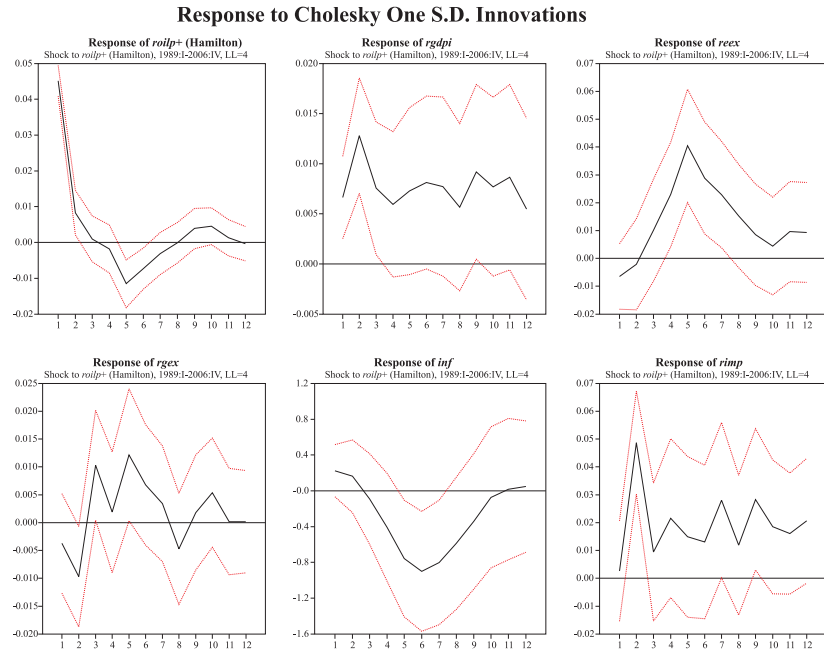 Response to Cholesky One S.D. Innovations
Response of roilp+ (Hamilton)
Shock to roilp+ (Hamilton), 1989:I-2006:IV, LL=4
0.05
0.04
0.03
0.02
0.01
0.00
-0.01
-0.02
1 2 3 4 5 6 7 8 9 10 11 12
Response of rgdpi
Shock to roilp+ (Hamilton), 1989:I-2006:IV, LL=4
0.020
0.015
0.010
0.005
0.000
-0.005
1 2 3 4 5 6 7 8 9 10 11 12
Response of reex
Shock to roilp+ (Hamilton), 1989:I-2006:IV, LL=4
0.07
0.06
0.05
0.04
0.03
0.02
0.01
0.00
-0.01
-0.02
1 2 3 4 5 6 7 8 9 10 11 12
Response of rgex
Shock to roilp+ (Hamilton), 1989:I-2006:IV, LL=4
0.025
0.020
0.015
0.010
0.005
0.000
-0.005
-0.010
-0.015
-0.020
1 2 3 4 5 6 7 8 9 10 11 12
Response of inf
Shock to roilp+ (Hamilton), 1989:I-2006:IV, LL=4
1.2
0.8
0.4
-0.0
-0.4
-0.8
-1.2
-1.6
1 2 3 4 5 6 7 8 9 10 11 12
Response of rimp
Shock to roilp+ (Hamilton), 1989:I-2006:IV, LL=4
0.07
0.06
0.05
0.04
0.03
0.02
0.01
0.00
-0.01
-0.02
1 2 3 4 5 6 7 8 9 10 11 12